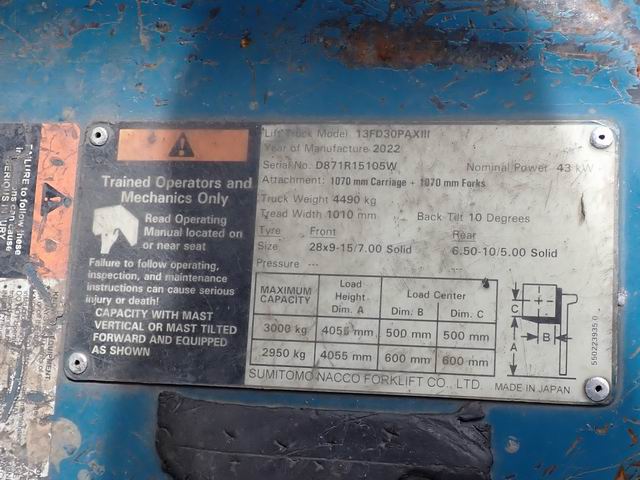 Lift Truck Model 13FD30PAXIII
Year of Manufacture 2022
Serial No. D871R15105W Nominal Power 43 kW
Attachment: 1070 mm Carriage + 1070 mm Forks
Truck Weight 4490 kg
Tread Width 1010 mm Back Tilt 10 Degrees
Tyre Front Rear
Size: 28x9-15/7.00 Solid 6.50-10/5.00 Solid
Pressure --- ---
MAXIMUM CAPACITY Load Height Dim. A Load Center Dim. B Dim. C
3000 kg 4055 mm 500 mm 500 mm
2950 kg 4055 mm 600 mm 600 mm
SUMITOMO NACCO FORKLIFT CO., LTD. MADE IN JAPAN
C
B
A
550223935 0
Trained Operators and
Mechanics Only
Read Operating
Manual located on
or near seat
Failure to follow operating,
inspection, and maintenance
instructions can cause serious
injury or death!
CAPACITY WITH MAST
VERTICAL OR MAST TILTED
FORWARD AND EQUIPPED
AS SHOWN